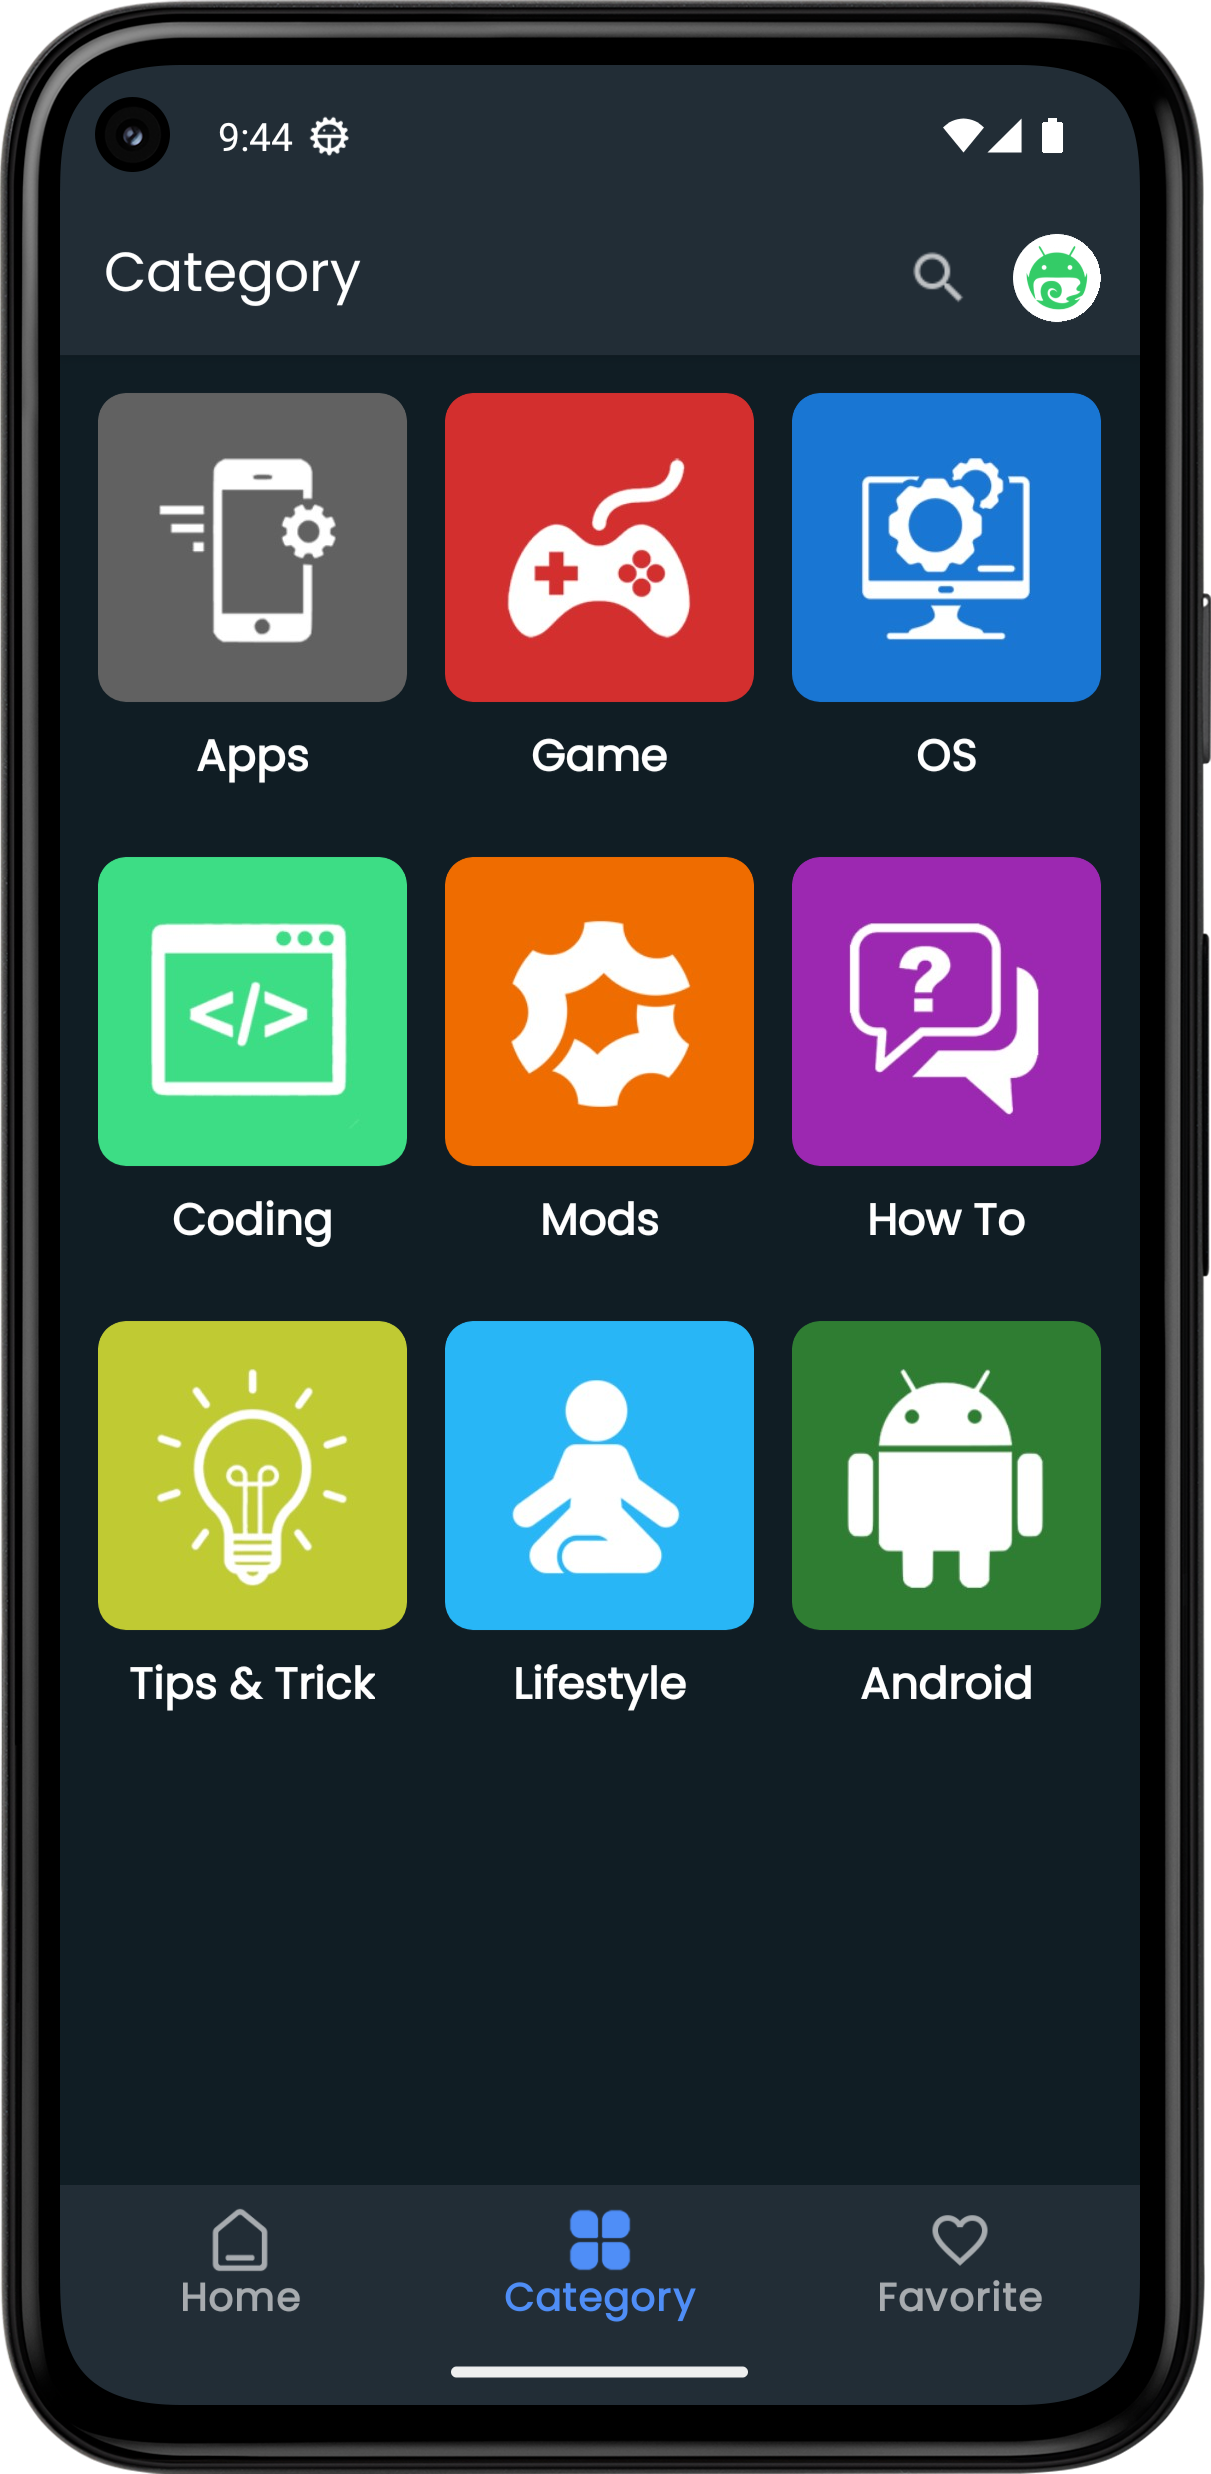 9:44
Category
Apps
Game
OS
</>
?
Coding
Mods
How To
Tips & Trick
Lifestyle
Android
Home
Category
Favorite